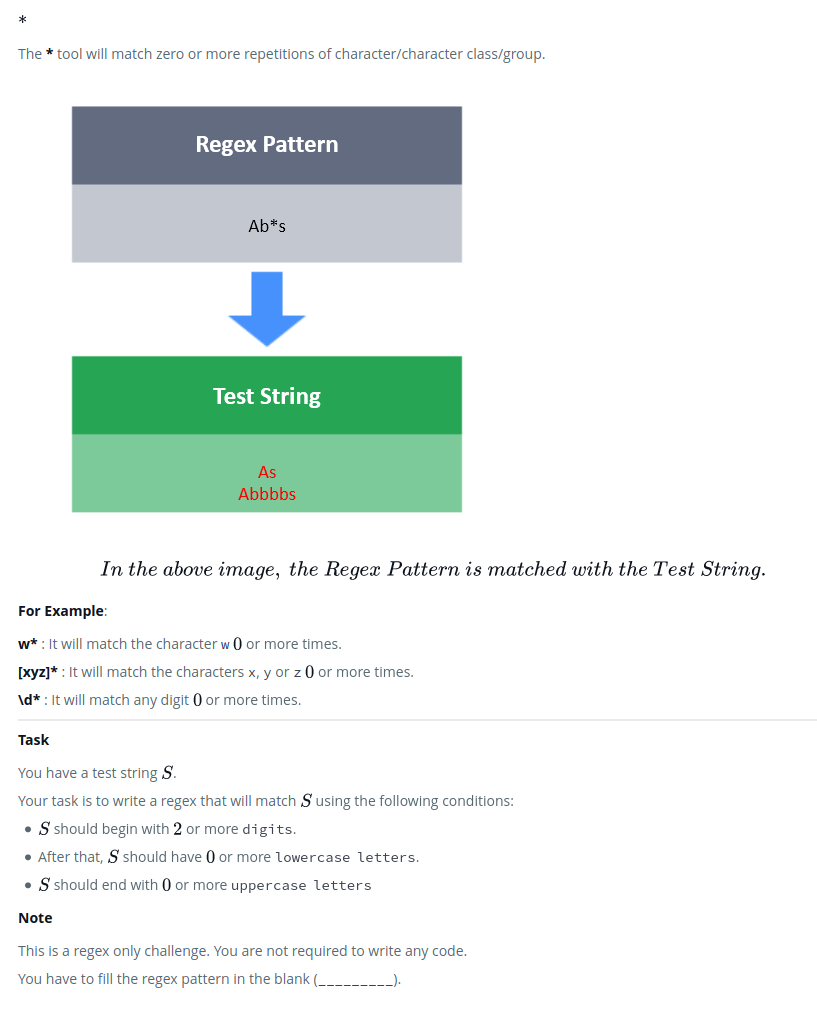 *
The * tool will match zero or more repetitions of character/character class/group.
Regex Pattern
Ab*s
Test String
As
Abbbbs
In the above image, the Regex Pattern is matched with the Test String.
For Example:
w* : It will match the character w 0 or more times.
[xyz]* : It will match the characters x, y or z 0 or more times.
\d* : It will match any digit 0 or more times.
Task
You have a test string S.
Your task is to write a regex that will match S using the following conditions:
• S should begin with 2 or more digits.
• After that, S should have 0 or more lowercase letters.
• S should end with 0 or more uppercase letters
Note
This is a regex only challenge. You are not required to write any code.
You have to fill the regex pattern in the blank (_________).